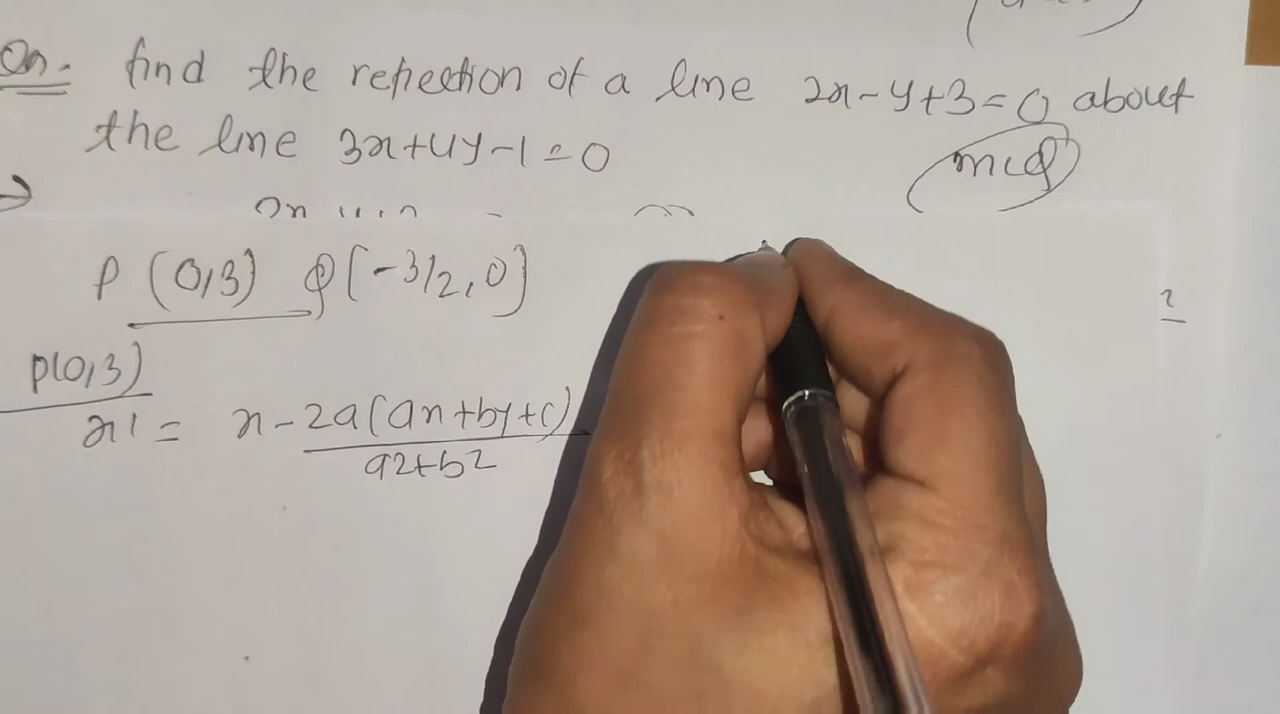 Qn. find the reflection of a line 2x-y+3=0 about
the line 3x+4y-1=0
mcq
P (0,3) Q(-3/2, 0)
P(0,3)
x' = x - 2a(ax+by+c)
a2+b2